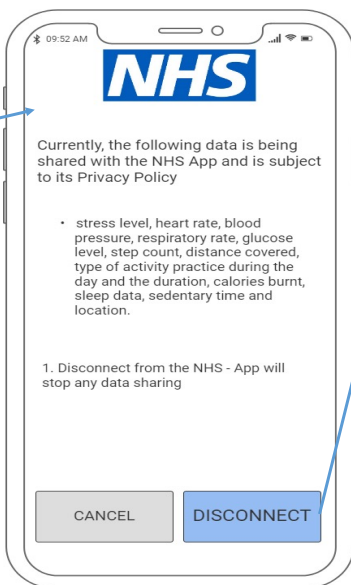 09:52 AM
NHS
Currently, the following data is being
shared with the NHS App and is subject
to its Privacy Policy
• stress level, heart rate, blood
pressure, respiratory rate, glucose
level, step count, distance covered,
type of activity practice during the
day and the duration, calories burnt,
sleep data, sedentary time and
location.
1. Disconnect from the NHS - App will
stop any data sharing
CANCEL
DISCONNECT